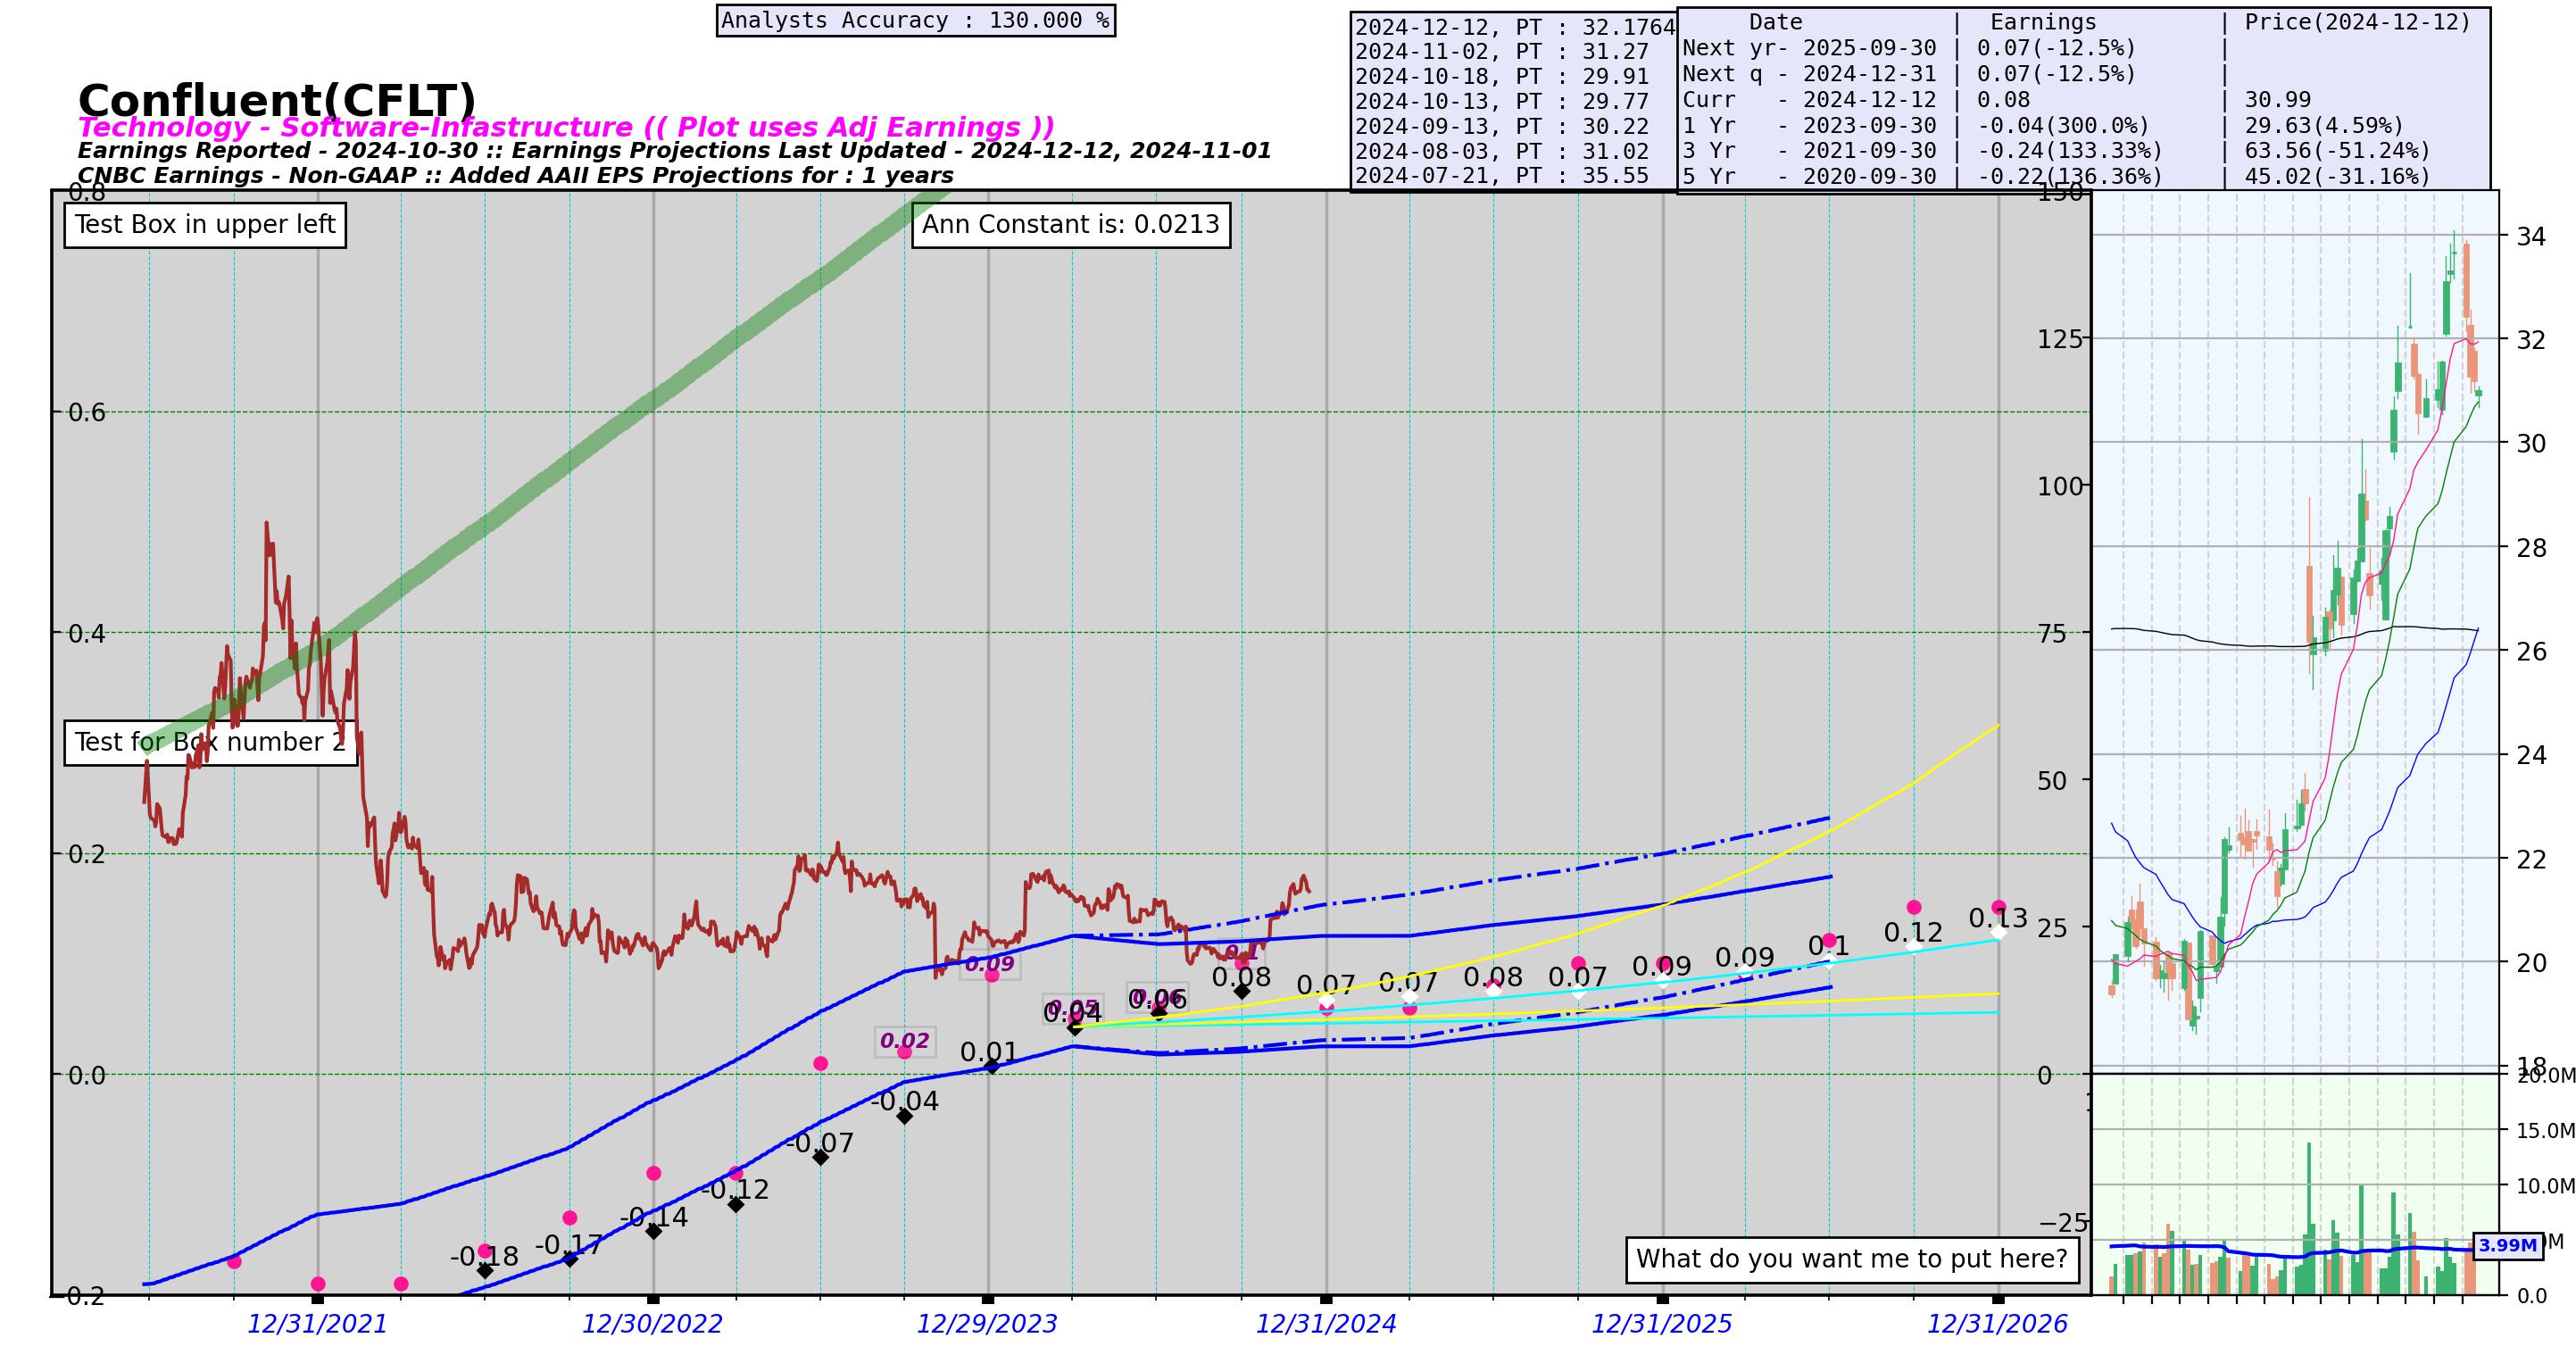 Analysts Accuracy : 130.000 %
2024-12-12, PT : 32.1764
2024-11-02, PT : 31.27
2024-10-18, PT : 29.91
2024-10-13, PT : 29.77
2024-09-13, PT : 30.22
2024-08-03, PT : 31.02
2024-07-21, PT : 35.55
Date | Earnings | Price(2024-12-12)
Next yr- 2025-09-30 | 0.07(-12.5%) |
Next q - 2024-12-31 | 0.07(-12.5%) |
Curr - 2024-12-12 | 0.08 | 30.99
1 Yr - 2023-09-30 | -0.04(300.0%) | 29.63(4.59%)
3 Yr - 2021-09-30 | -0.24(133.33%) | 63.56(-51.24%)
5 Yr - 2020-09-30 | -0.22(136.36%) | 45.02(-31.16%)
Confluent(CFLT)
Technology - Software-Infastructure (( Plot uses Adj Earnings ))
Earnings Reported - 2024-10-30 :: Earnings Projections Last Updated - 2024-12-12, 2024-11-01
CNBC Earnings - Non-GAAP :: Added AAII EPS Projections for : 1 years
Test Box in upper left
Ann Constant is: 0.0213
Test for Box number 2
What do you want me to put here?
0.8
0.6
0.4
0.2
0.0
−0.2
150
125
100
75
50
25
0
−25
-0.18
-0.17
-0.14
-0.12
-0.07
-0.04
0.01
0.04
0.06
0.08
0.07
0.07
0.08
0.07
0.09
0.09
0.1
0.12
0.13
0.02
0.09
0.05
0.06
0.1
12/31/2021
12/30/2022
12/29/2023
12/31/2024
12/31/2025
12/31/2026
34
32
30
28
26
24
22
20
18
20.0M
15.0M
10.0M
3.99M
0.0